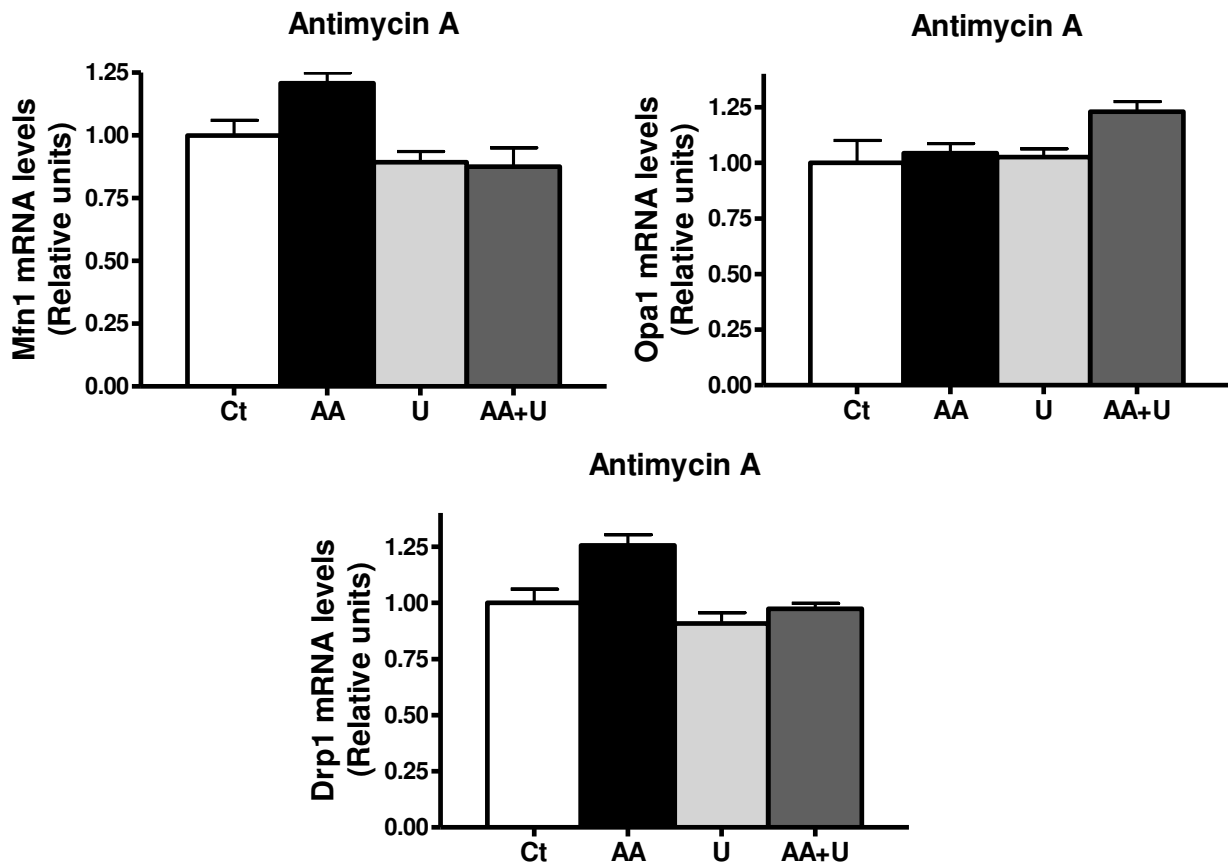 Antimycin A
Mfn1 mRNA levels
(Relative units)
1.25
1.00
0.75
0.50
0.25
0.00
Ct AA U AA+U
Antimycin A
Opa1 mRNA levels
(Relative units)
1.25
1.00
0.75
0.50
0.25
0.00
Ct AA U AA+U
Antimycin A
Drp1 mRNA levels
(Relative units)
1.25
1.00
0.75
0.50
0.25
0.00
Ct AA U AA+U